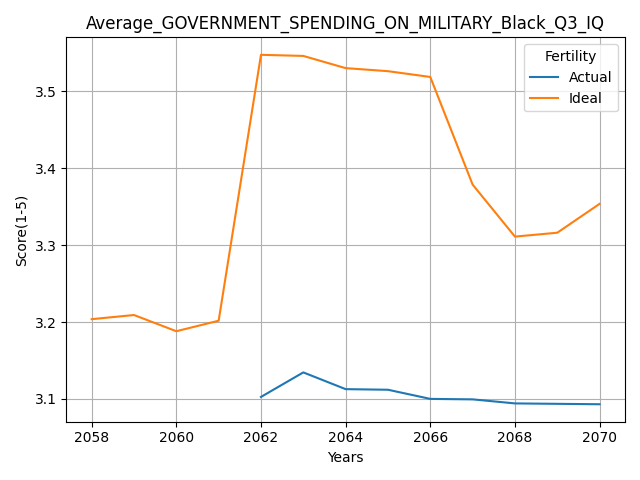 Average_GOVERNMENT_SPENDING_ON_MILITARY_Black_Q3_IQ
Fertility
Actual
Ideal
Score(1-5)
3.5
3.4
3.3
3.2
3.1
2058 2060 2062 2064 2066 2068 2070
Years